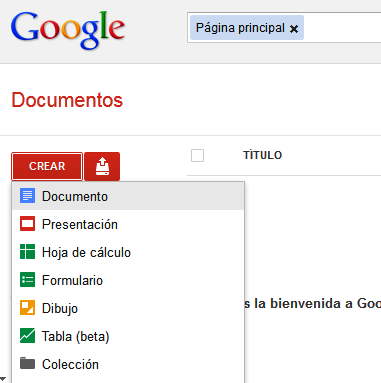 Google
Página principal ×
Documentos
CREAR
TÍTULO
Documento
Presentación
Hoja de cálculo
Formulario
s la bienvenida a Goo
Dibujo
Tabla (beta)
Colección